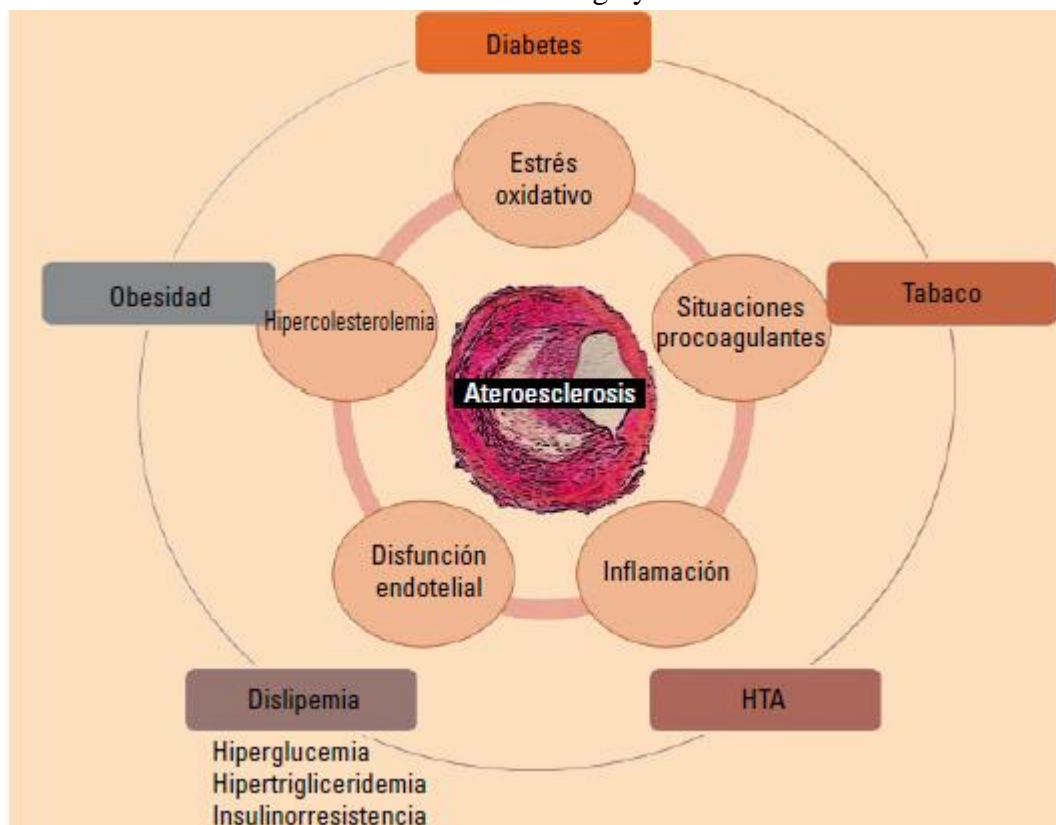 Diabetes
Estrés
oxidativo
Obesidad
Hipercolesterolemia
Situaciones
procoagulantes
Tabaco
Ateroesclerosis
Disfunción
endotelial
Inflamación
Dislipemia
HTA
Hiperglucemia
Hipertrigliceridemia
Insulinorresistencia